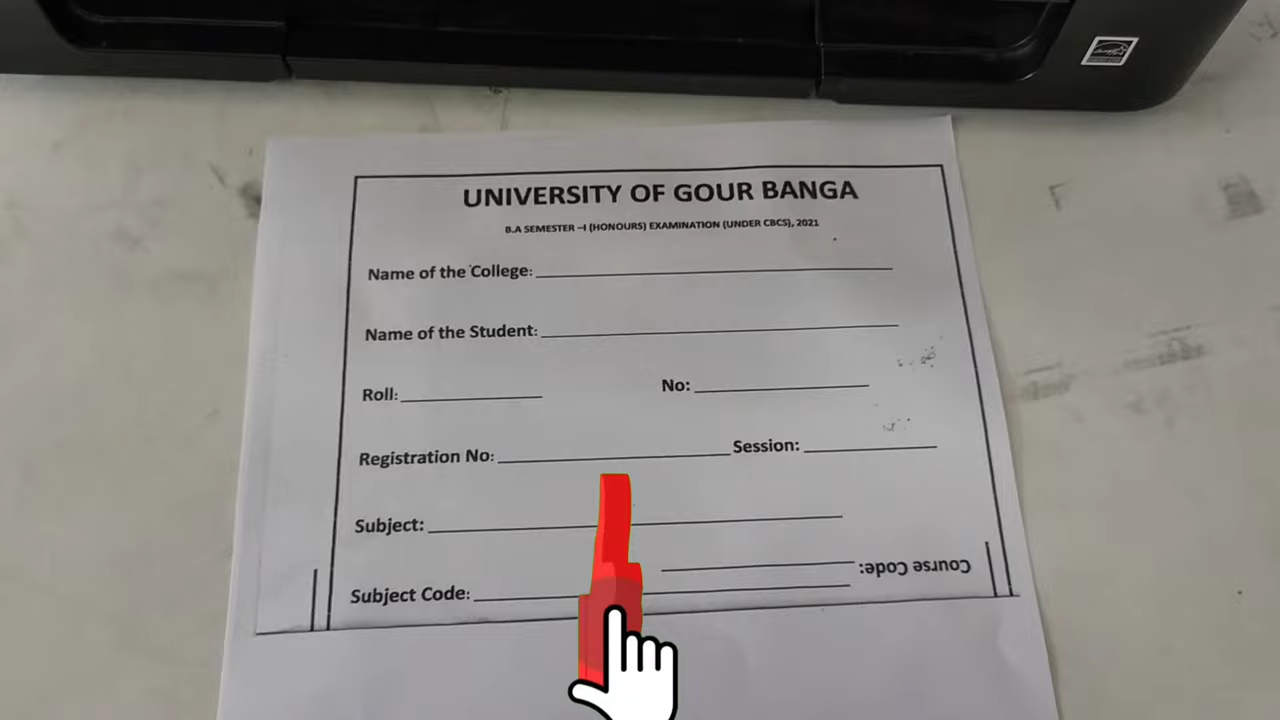 UNIVERSITY OF GOUR BANGA
B.A SEMESTER –I (HONOURS) EXAMINATION (UNDER CBCS), 2021
Name of the College:
Name of the Student:
Roll: No:
Registration No: Session:
Subject:
Course Code:
Subject Code: